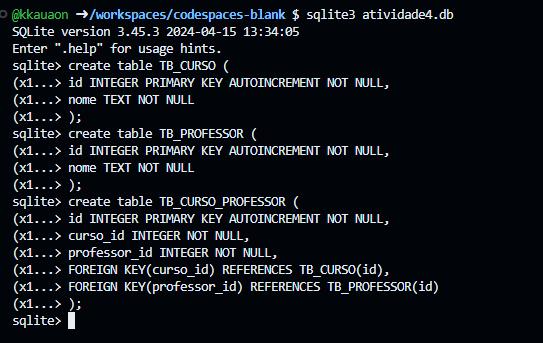 @kkauaon ➜/workspaces/codespaces-blank $ sqlite3 atividade4.db
SQLite version 3.45.3 2024-04-15 13:34:05
Enter ".help" for usage hints.
sqlite> create table TB_CURSO (
(x1...> id INTEGER PRIMARY KEY AUTOINCREMENT NOT NULL,
(x1...> nome TEXT NOT NULL
(x1...> );
sqlite> create table TB_PROFESSOR (
(x1...> id INTEGER PRIMARY KEY AUTOINCREMENT NOT NULL,
(x1...> nome TEXT NOT NULL
(x1...> );
sqlite> create table TB_CURSO_PROFESSOR (
(x1...> id INTEGER PRIMARY KEY AUTOINCREMENT NOT NULL,
(x1...> curso_id INTEGER NOT NULL,
(x1...> professor_id INTEGER NOT NULL,
(x1...> FOREIGN KEY(curso_id) REFERENCES TB_CURSO(id),
(x1...> FOREIGN KEY(professor_id) REFERENCES TB_PROFESSOR(id)
(x1...> );
sqlite>